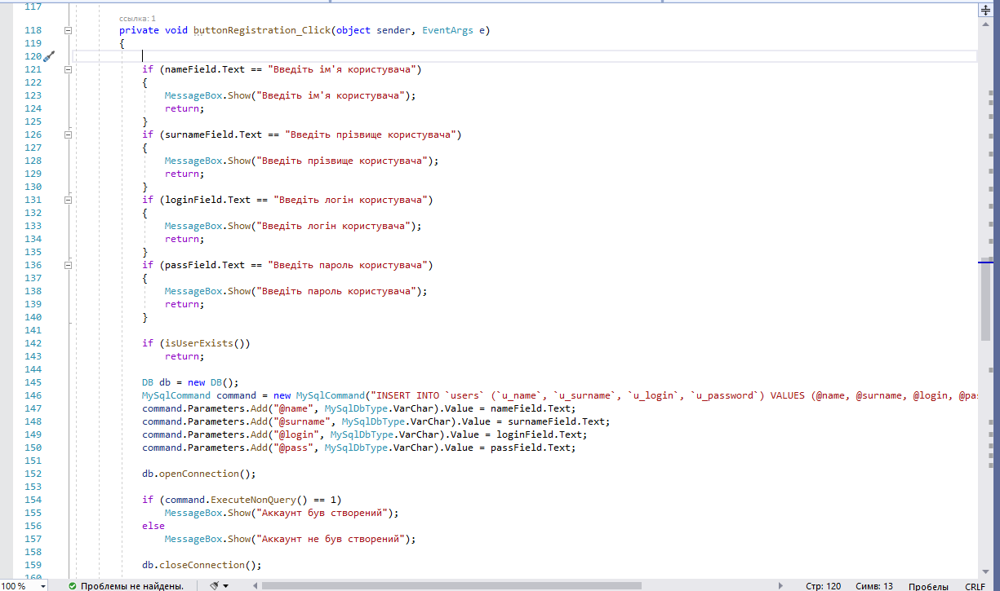 117
ссылка: 1
118 private void buttonRegistration_Click(object sender, EventArgs e)
119 {
120
121 if (nameField.Text == "Введіть ім'я користувача")
122 {
123 MessageBox.Show("Введіть ім'я користувача");
124 return;
125 }
126 if (surnameField.Text == "Введіть прізвище користувача")
127 {
128 MessageBox.Show("Введіть прізвище користувача");
129 return;
130 }
131 if (loginField.Text == "Введіть логін користувача")
132 {
133 MessageBox.Show("Введіть логін користувача");
134 return;
135 }
136 if (passField.Text == "Введіть пароль користувача")
137 {
138 MessageBox.Show("Введіть пароль користувача");
139 return;
140 }
141
142 if (isUserExists())
143 return;
144
145 DB db = new DB();
146 MySqlCommand command = new MySqlCommand("INSERT INTO `users` (`u_name`, `u_surname`, `u_login`, `u_password`) VALUES (@name, @surname, @login, @pas
147 command.Parameters.Add("@name", MySqlDbType.VarChar).Value = nameField.Text;
148 command.Parameters.Add("@surname", MySqlDbType.VarChar).Value = surnameField.Text;
149 command.Parameters.Add("@login", MySqlDbType.VarChar).Value = loginField.Text;
150 command.Parameters.Add("@pass", MySqlDbType.VarChar).Value = passField.Text;
151
152 db.openConnection();
153
154 if (command.ExecuteNonQuery() == 1)
155 MessageBox.Show("Аккаунт був створений");
156 else
157 MessageBox.Show("Аккаунт не був створений");
158
159 db.closeConnection();
160
100 % Проблемы не найдены. Стр: 120 Симв: 13 Пробелы CRLF